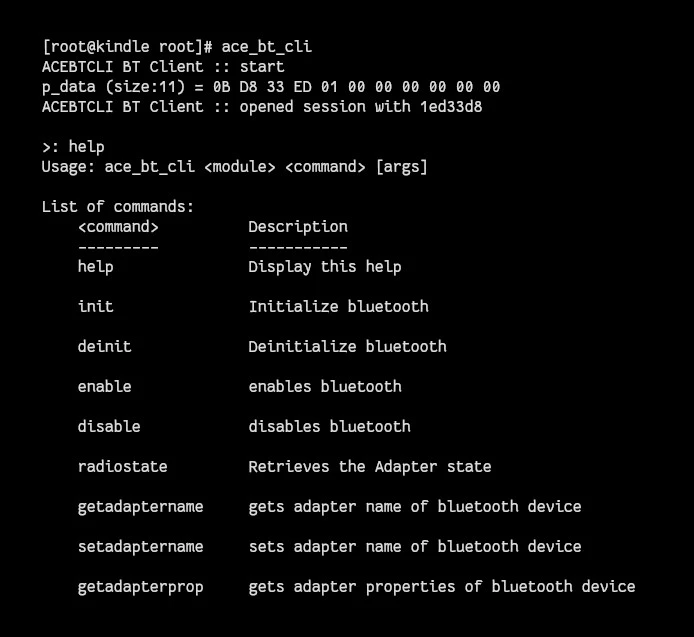 [root@kindle root]# ace_bt_cli
ACEBTCLI BT Client :: start
p_data (size:11) = 0B D8 33 ED 01 00 00 00 00 00 00
ACEBTCLI BT Client :: opened session with 1ed33d8
>: help
Usage: ace_bt_cli <module> <command> [args]
List of commands:
<command> Description
--------- -----------
help Display this help
init Initialize bluetooth
deinit Deinitialize bluetooth
enable enables bluetooth
disable disables bluetooth
radiostate Retrieves the Adapter state
getadaptername gets adapter name of bluetooth device
setadaptername sets adapter name of bluetooth device
getadapterprop gets adapter properties of bluetooth device